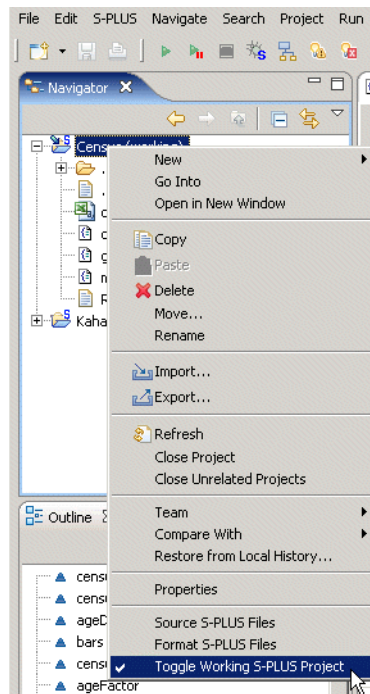 File Edit S-PLUS Navigate Search Project Run
Navigator
Census (working)
Kaha
New
Go Into
Open in New Window
Copy
Paste
Delete
Move...
Rename
Import...
Export...
Refresh
Close Project
Close Unrelated Projects
Team
Compare With
Restore from Local History...
Properties
Source S-PLUS Files
Format S-PLUS Files
Toggle Working S-PLUS Project
Outline
censu
censu
ageD
bars
censu
ageFactor